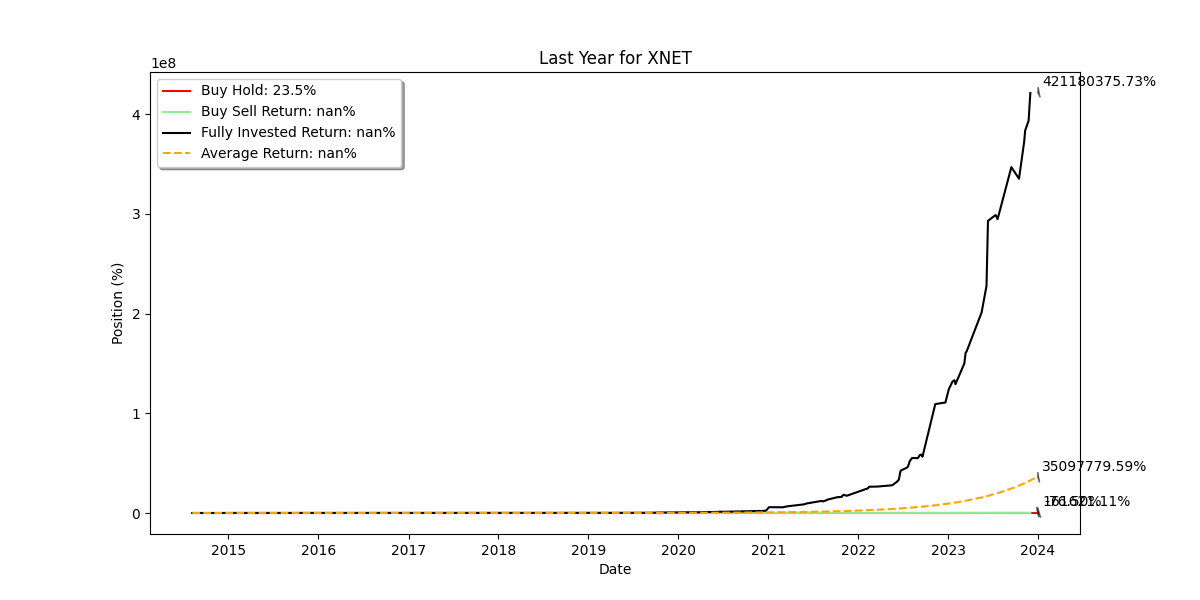 Last Year for XNET
1e8
421180375.73%
Buy Hold: 23.5%
Buy Sell Return: nan%
Fully Invested Return: nan%
Average Return: nan%
4
3
2
1
0
Position (%)
35097779.59%
2015
2016
2017
2018
2019
2020
2021
2022
2023
2024
Date